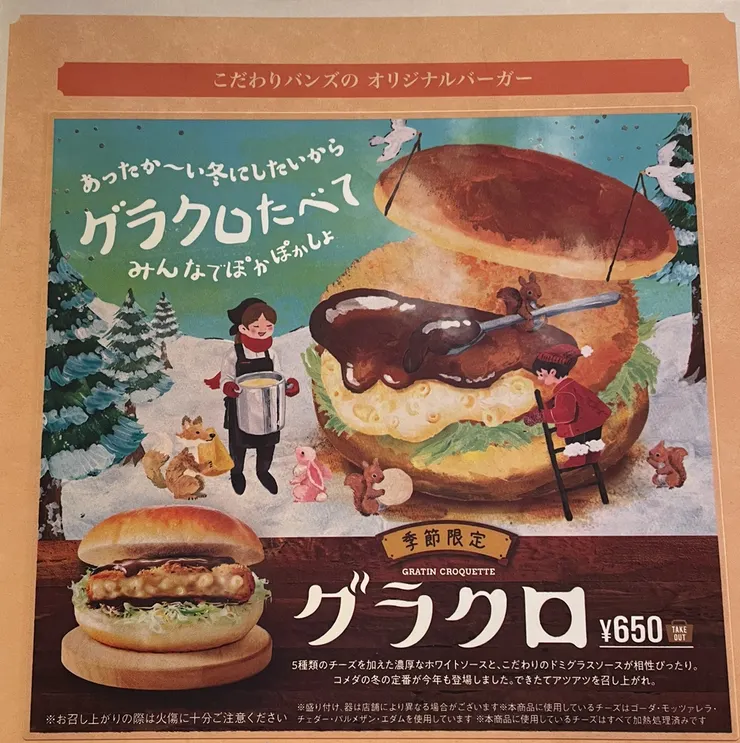 こだわりバンズの オリジナルバーガー
あったか〜い冬にしたいから
グラクロたべて
みんなでぽかぽかしょ
季節限定
GRATIN CROQUETTE
グラクロ ¥650 TAKE OUT
5種類のチーズを加えた濃厚なホワイトソースと、こだわりのドミグラスソースが相性ぴったり。
コメダの冬の定番が今年も登場しました。できたてアツアツを召し上がれ。
※お召し上がりの際は火傷に十分ご注意ください
※盛り付け、器は店舗により異なる場合がございます※本商品に使用しているチーズはゴーダ・モッツァレラ・
チェダー・パルメザン・エダムを使用しています ※本商品に使用しているチーズはすべて加熱処理済みです